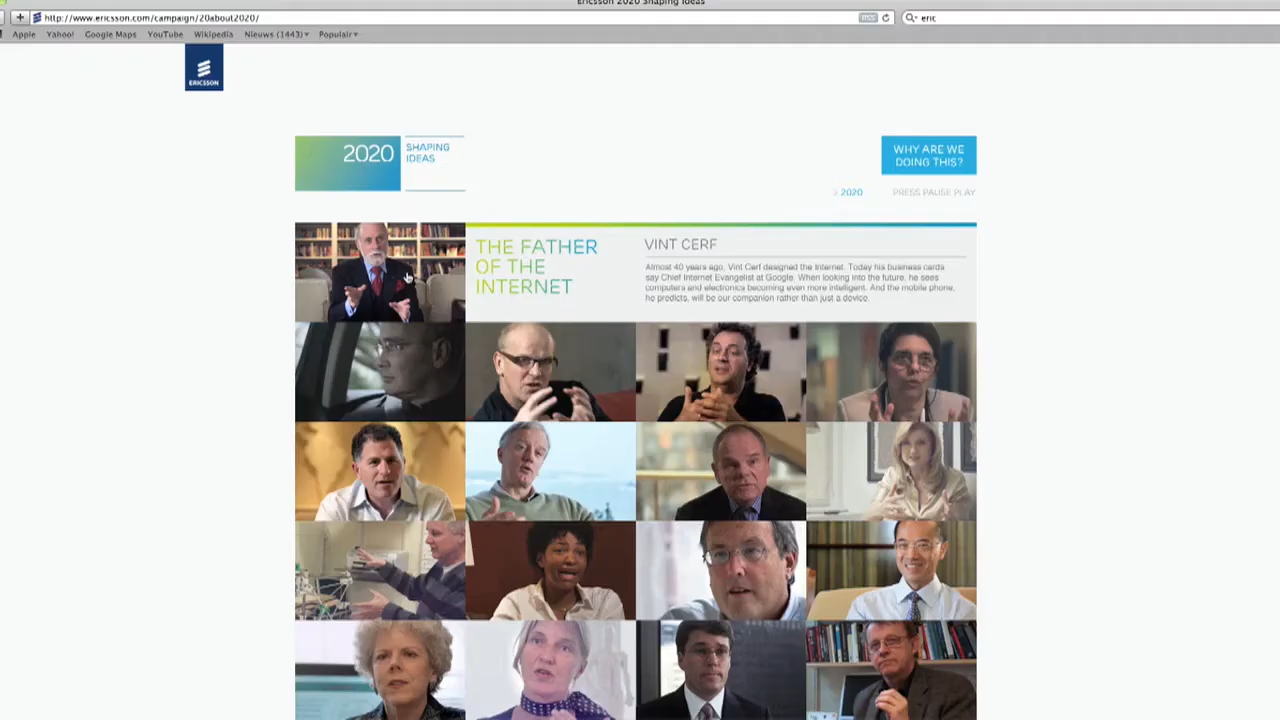 Ericsson 2020 Shaping Ideas
http://www.ericsson.com/campaign/20about2020/
RSS
eric
Apple Yahoo! Google Maps YouTube Wikipedia Nieuws (1443) Populair
ERICSSON
2020
SHAPING
IDEAS
WHY ARE WE
DOING THIS?
2020 PRESS PAUSE PLAY
THE FATHER
OF THE
INTERNET
VINT CERF
Almost 40 years ago, Vint Cerf designed the Internet. Today his business cards
say Chief Internet Evangelist at Google. When looking into the future, he sees
computers and electronics becoming even more intelligent. And the mobile phone,
he predicts, will be our companion rather than just a device.